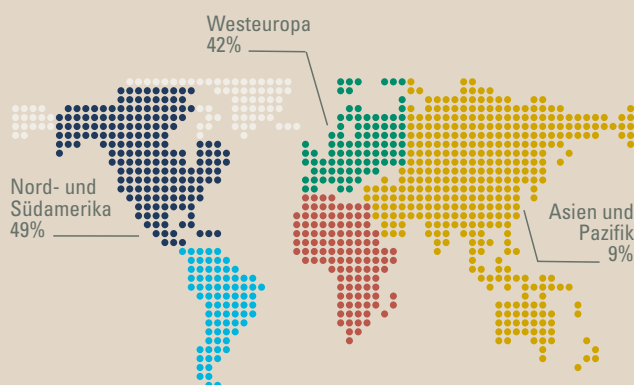 Westeuropa
42%
Nord- und
Südamerika
49%
Asien und
Pazifik
9%